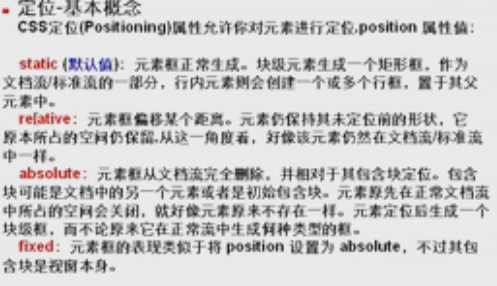 定位-基本概念
CSS定位(Positioning)属性允许你对元素进行定位.position 属性值：
static (默认值)：元素框正常生成。块级元素生成一个矩形框，作为
文档流/标准流的一部分，行内元素则会创建一个或多个行框，置于其父
元素中。
relative：元素框偏移某个距离。元素仍保持其未定位前的形状，它
原本所占的空间仍保留.从这一角度看，好像该元素仍然在文档流/标准流
中一样。
absolute：元素框从文档流完全删除，并相对于其包含块定位。包含
块可能是文档中的另一个元素或者是初始包含块。元素原先在正常文档流
中所占的空间会关闭，就好像元素原来不存在一样。元素定位后生成一个
块级框，而不论原来它在正常流中生成何种类型的框。
fixed：元素框的表现类似于将 position 设置为 absolute，不过其包
含块是视窗本身。